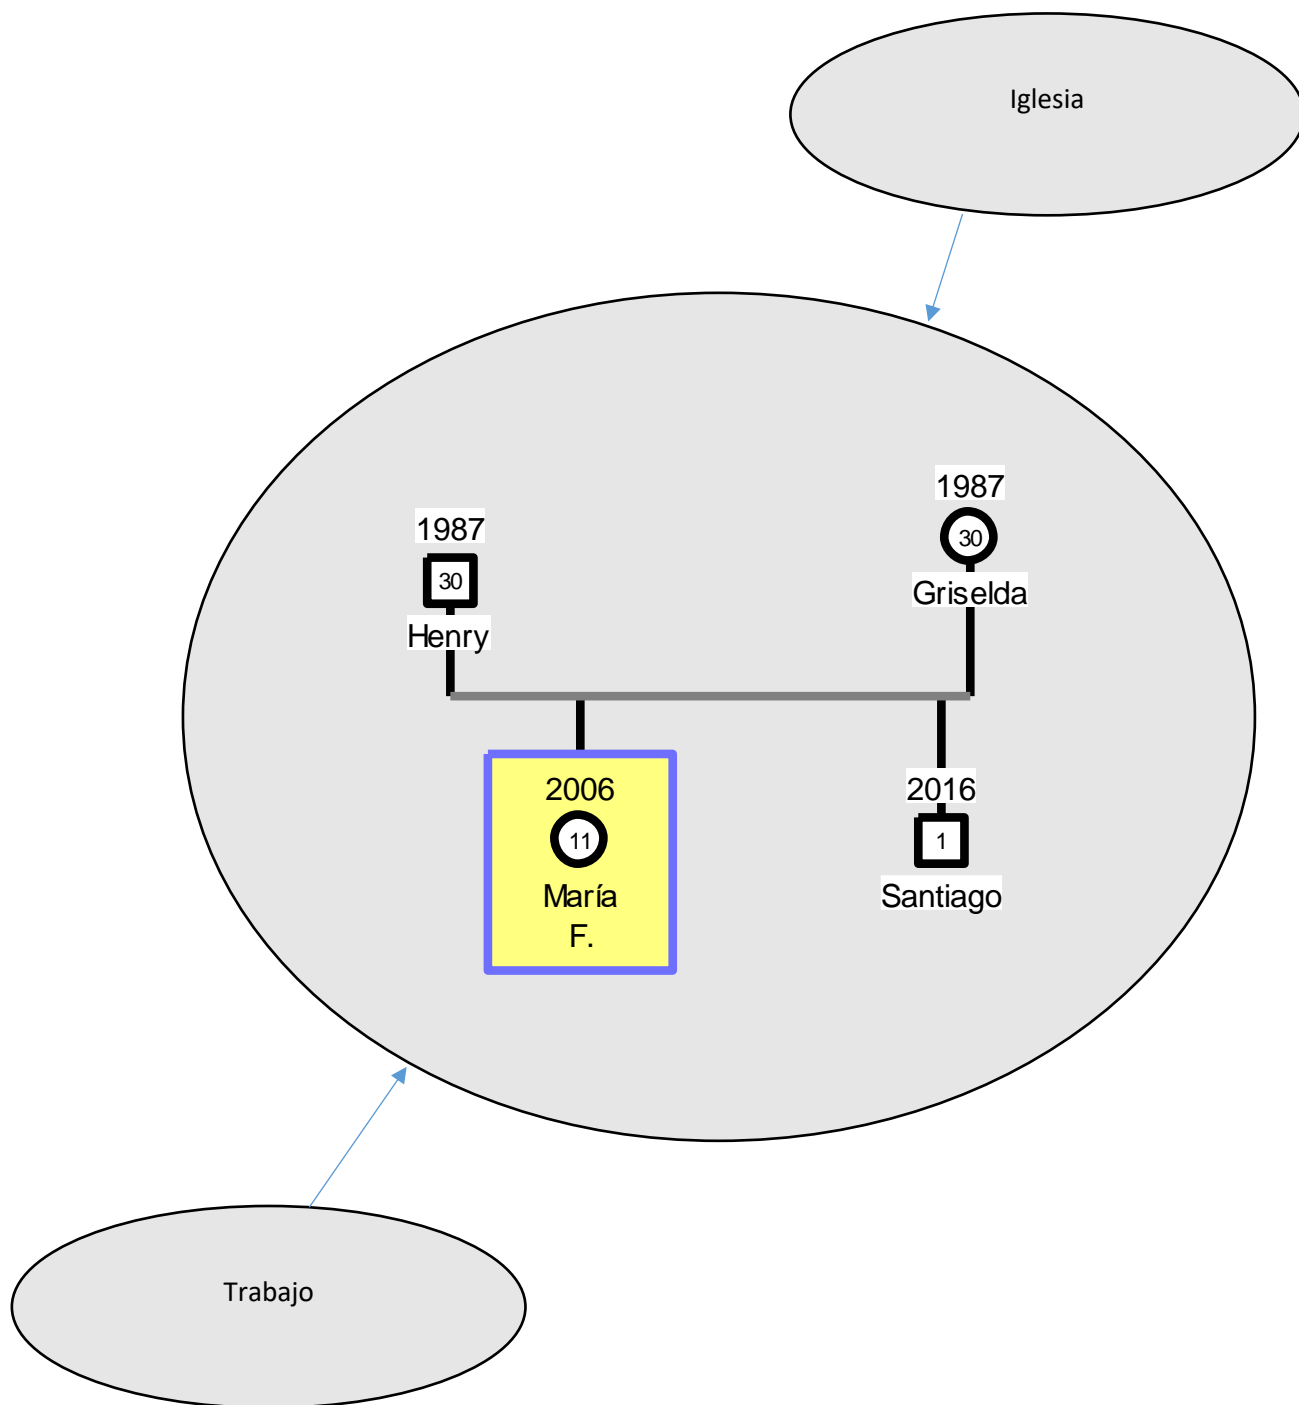 Iglesia
1987
30
Henry
1987
30
Griselda
2006
11
María
F.
2016
1
Santiago
Trabajo